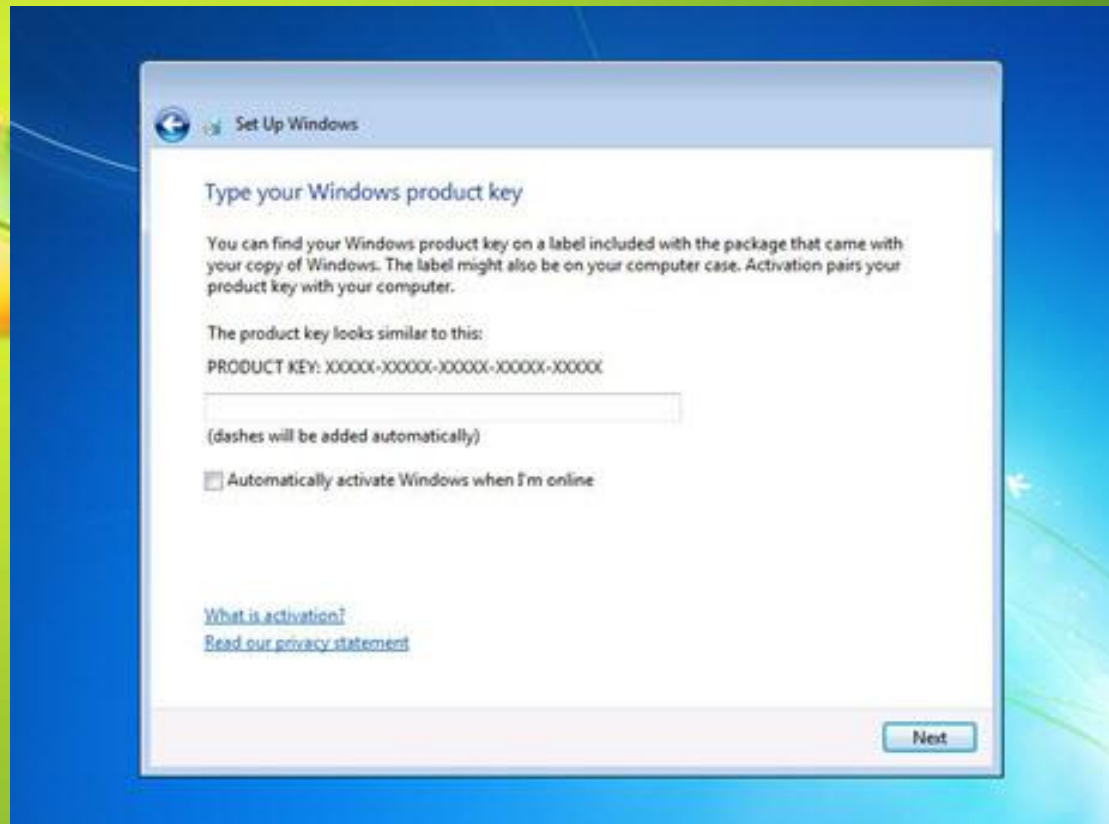 Set Up Windows
Type your Windows product key
You can find your Windows product key on a label included with the package that came with
your copy of Windows. The label might also be on your computer case. Activation pairs your
product key with your computer.
The product key looks similar to this:
PRODUCT KEY: XXXXX-XXXXX-XXXXX-XXXXX-XXXXX
(dashes will be added automatically)
Automatically activate Windows when I'm online
What is activation?
Read our privacy statement
Next